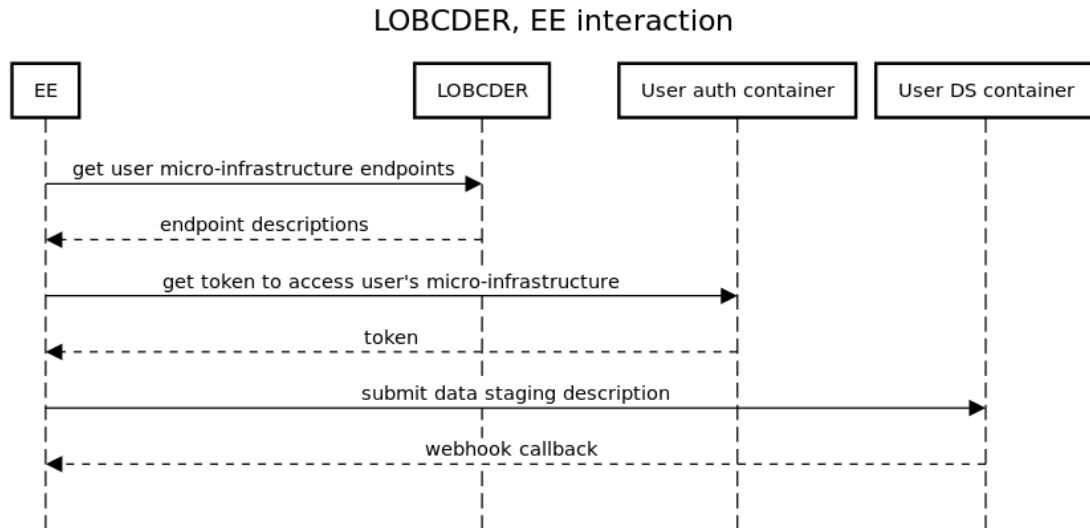 LOBCDER, EE interaction
EE
LOBCDER
User auth container
User DS container
get user micro-infrastructure endpoints
endpoint descriptions
get token to access user's micro-infrastructure
token
submit data staging description
webhook callback